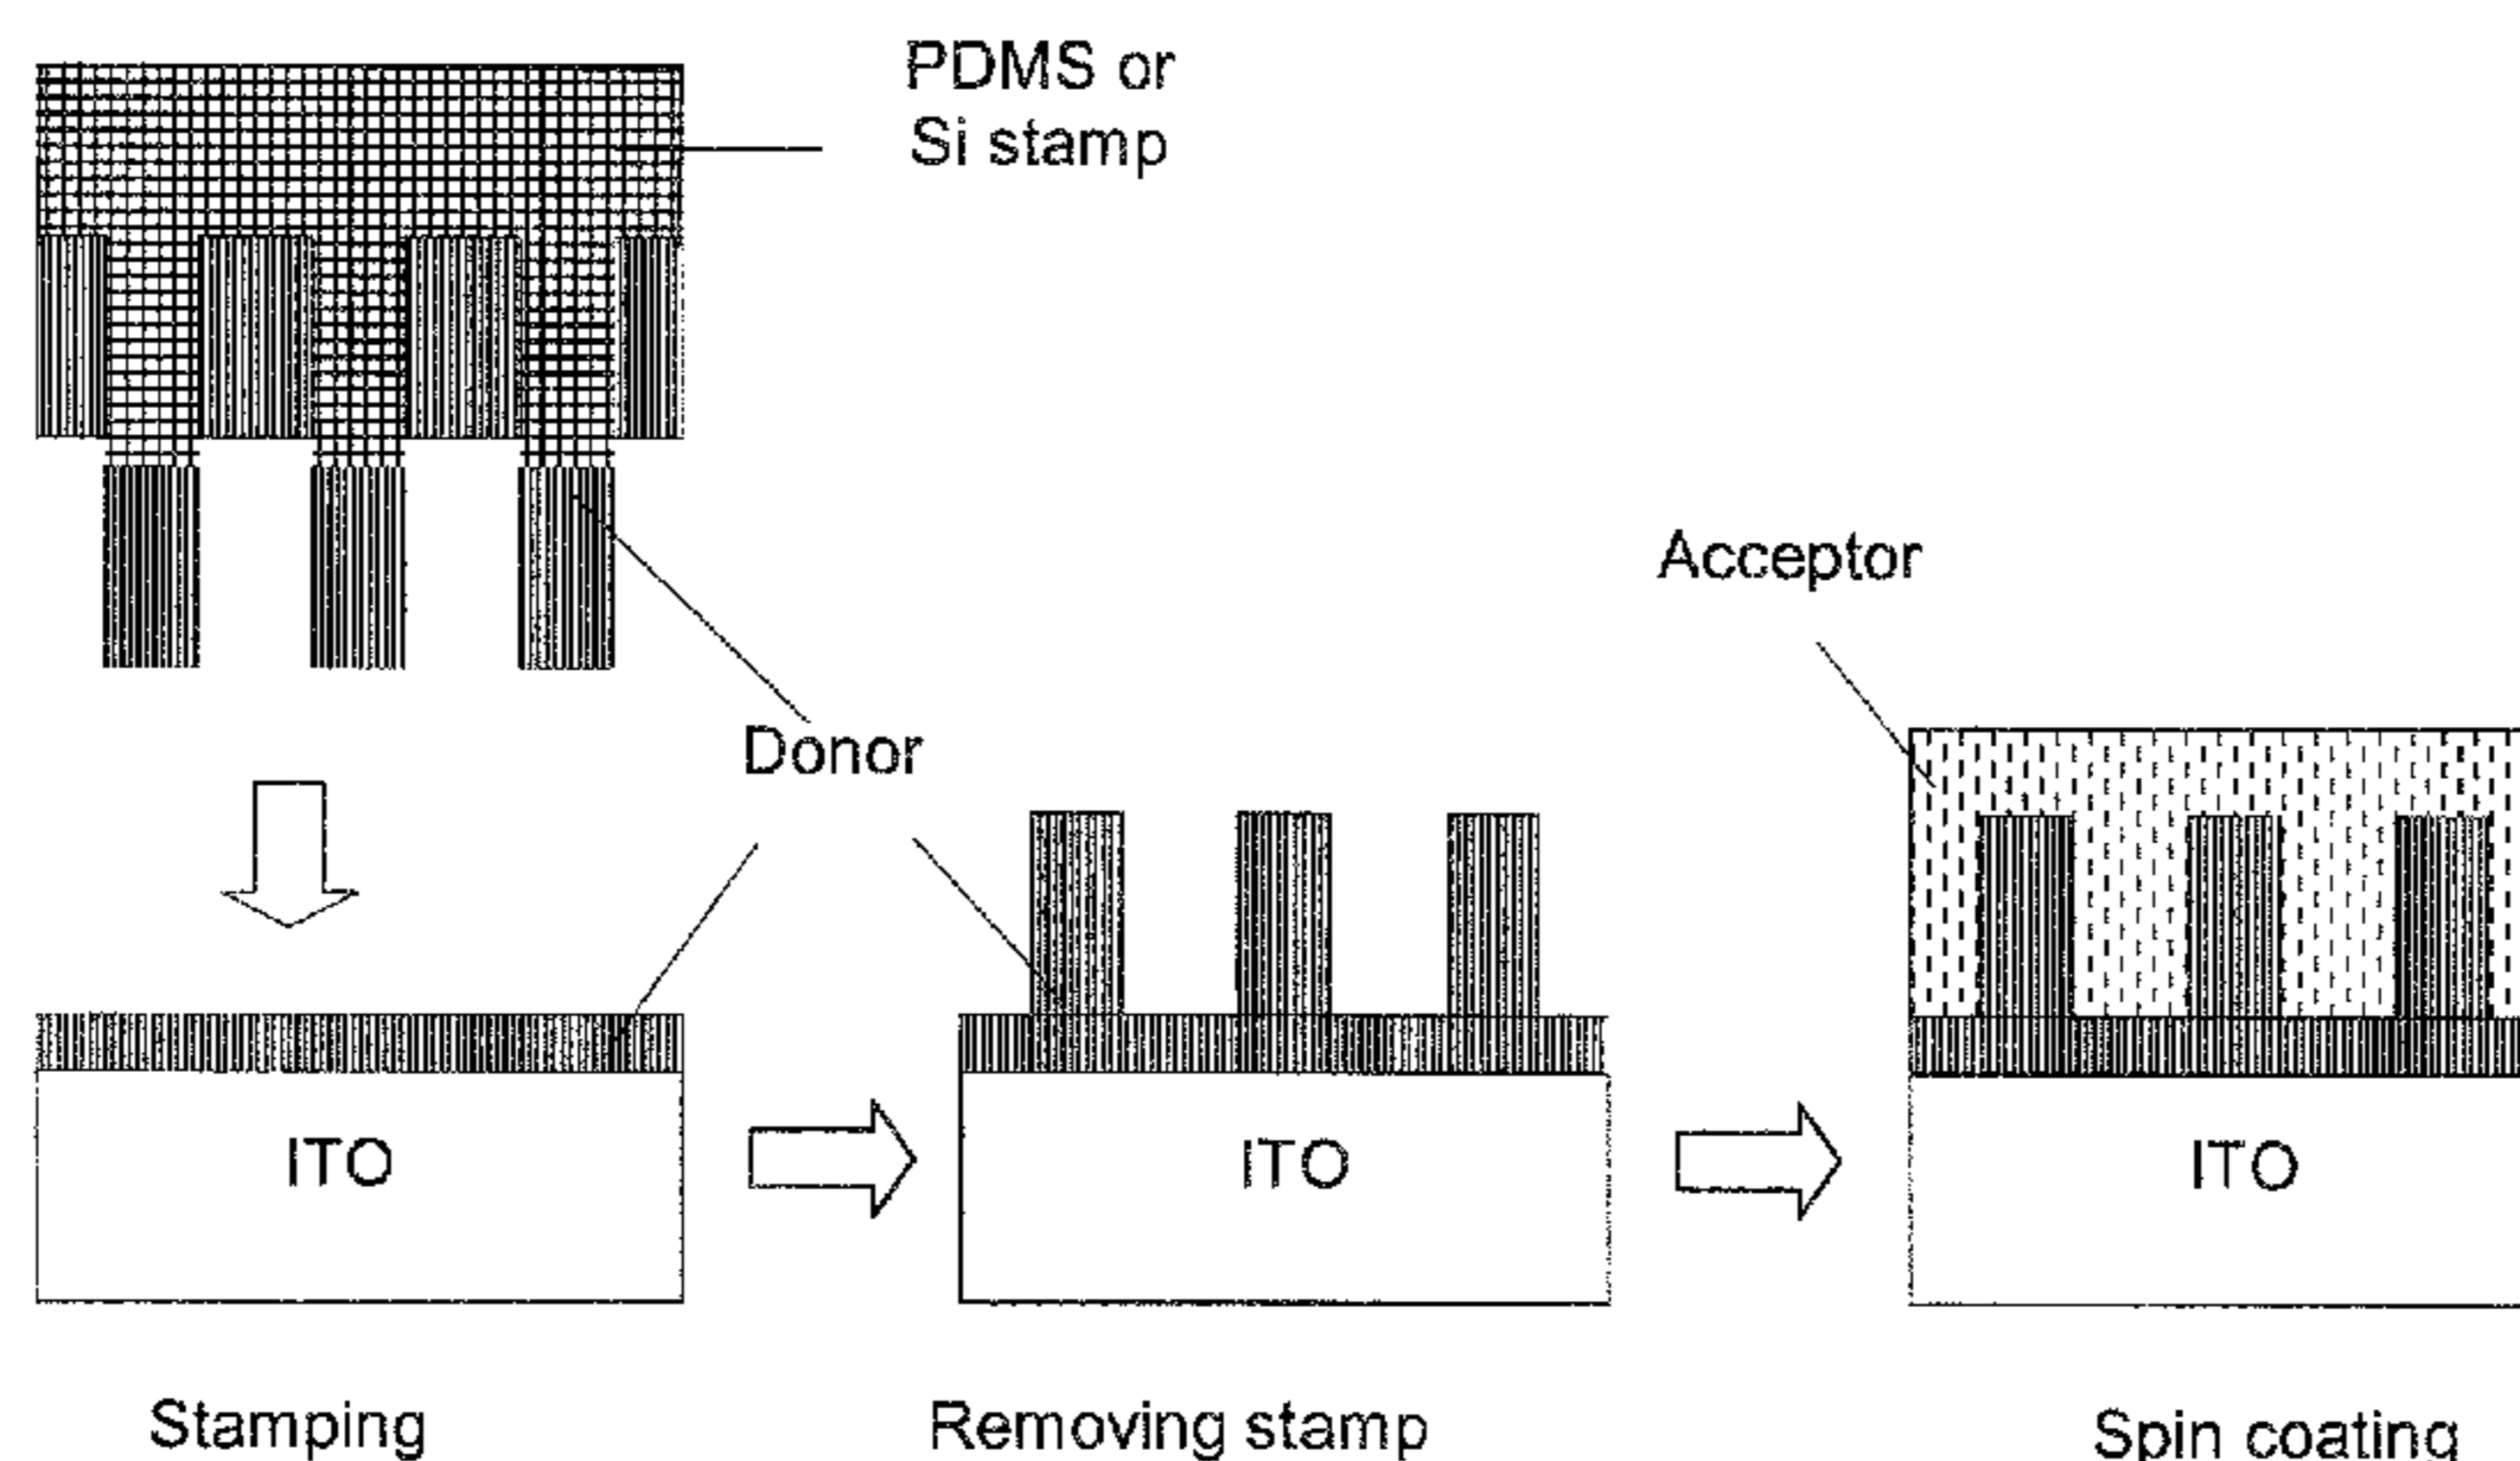 PDMS or
Si stamp
Acceptor
Donor
ITO
ITO
ITO
Stamping
Removing stamp
Spin coating